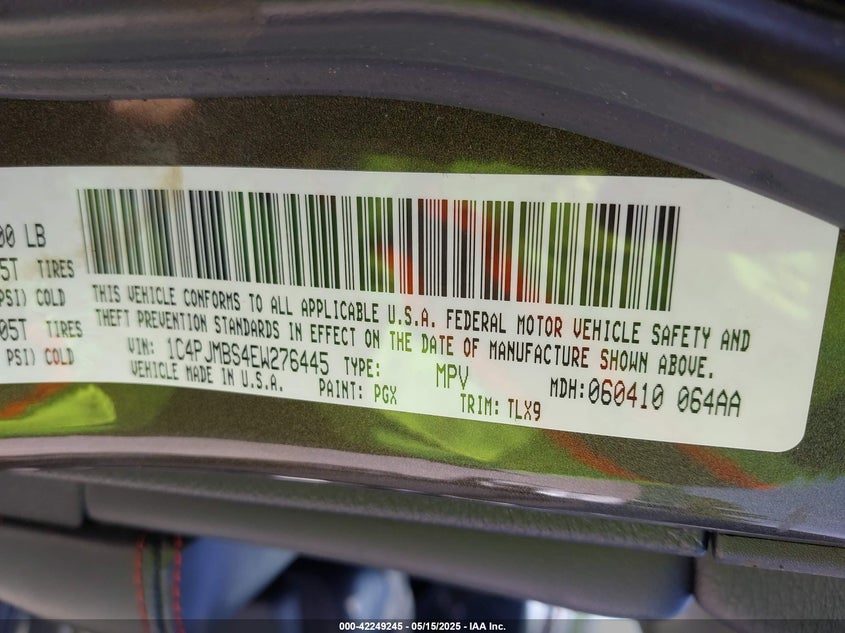 00 LB
5T TIRES
PSI) COLD
05T TIRES
PSI) COLD
THIS VEHICLE CONFORMS TO ALL APPLICABLE U.S.A. FEDERAL MOTOR VEHICLE SAFETY AND
THEFT PREVENTION STANDARDS IN EFFECT ON THE DATE OF MANUFACTURE SHOWN ABOVE.
VIN: 1C4PJMBS4EW276445 TYPE: MPV MDH:060410 064AA
VEHICLE MADE IN U.S.A. PAINT: PGX TRIM: TLX9
000-42249245 - 05/15/2025 - IAA Inc.